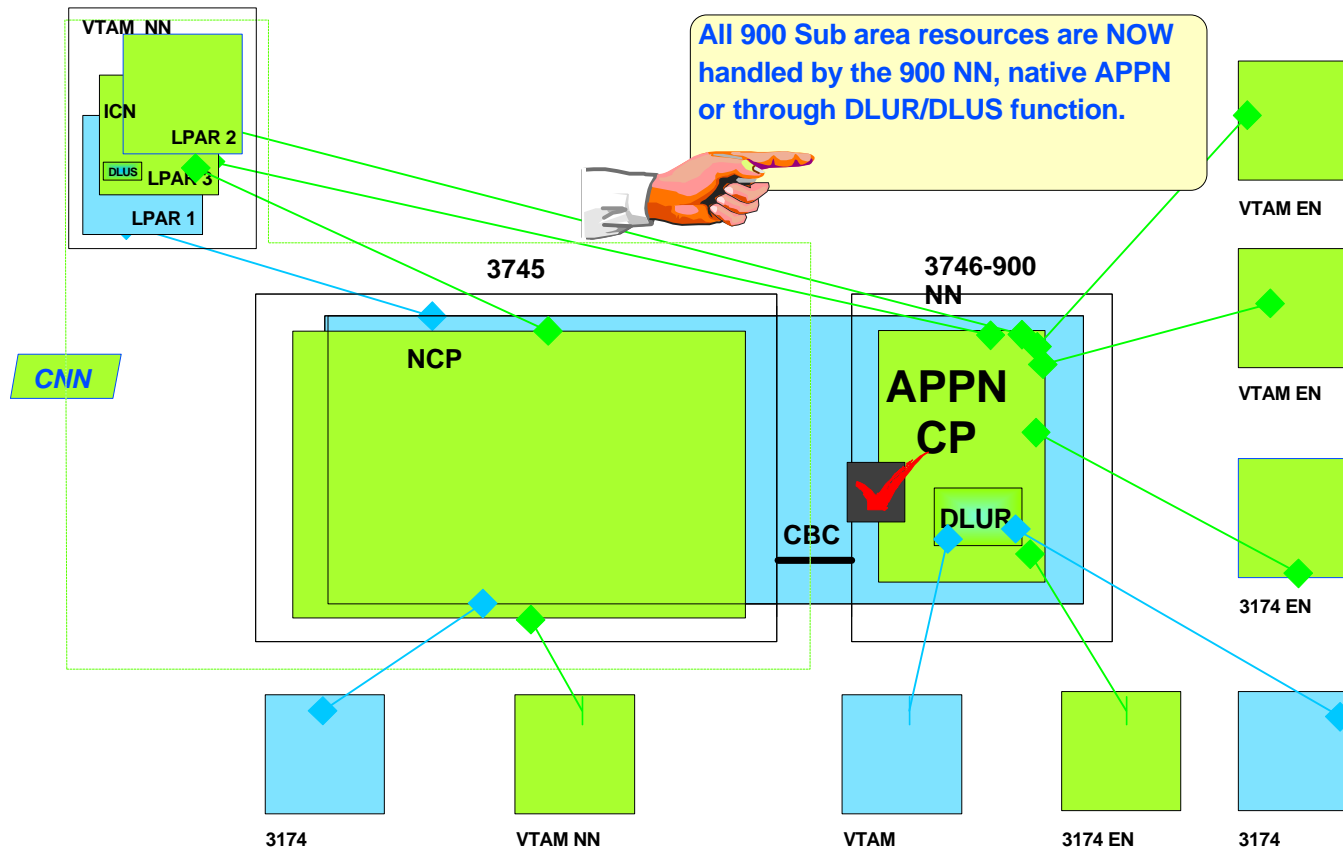 VTAM NN
ICN
LPAR 2
DLUS
LPAR 3
LPAR 1
All 900 Sub area resources are NOW
handled by the 900 NN, native APPN
or through DLUR/DLUS function.
VTAM EN
3745
3746-900
NN
NCP
CNN
APPN
CP
VTAM EN
DLUR
CBC
3174 EN
3174
VTAM NN
VTAM
3174 EN
3174